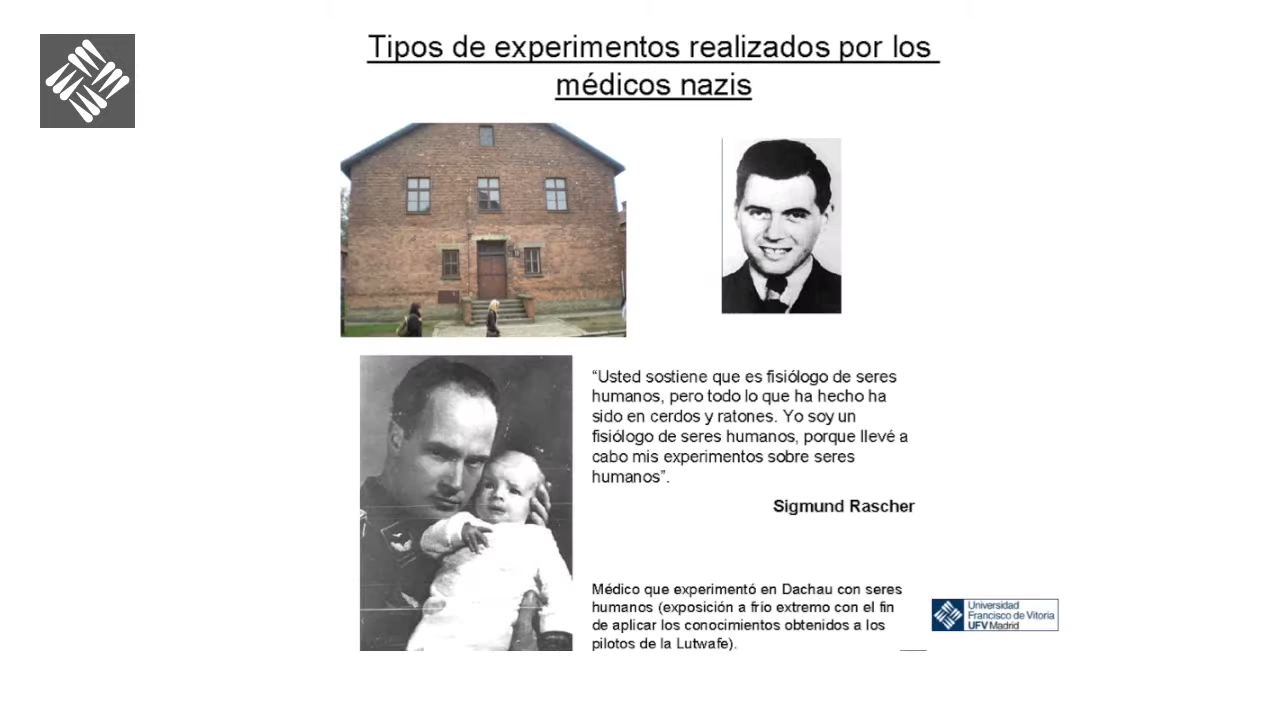 Tipos de experimentos realizados por los
médicos nazis
“Usted sostiene que es fisiólogo de seres
humanos, pero todo lo que ha hecho ha
sido en cerdos y ratones. Yo soy un
fisiólogo de seres humanos, porque llevé a
cabo mis experimentos sobre seres
humanos”.
Sigmund Rascher
Médico que experimentó en Dachau con seres
humanos (exposición a frío extremo con el fin
de aplicar los conocimientos obtenidos a los
pilotos de la Lutwafe).
Universidad
Francisco de Vitoria
UFV Madrid